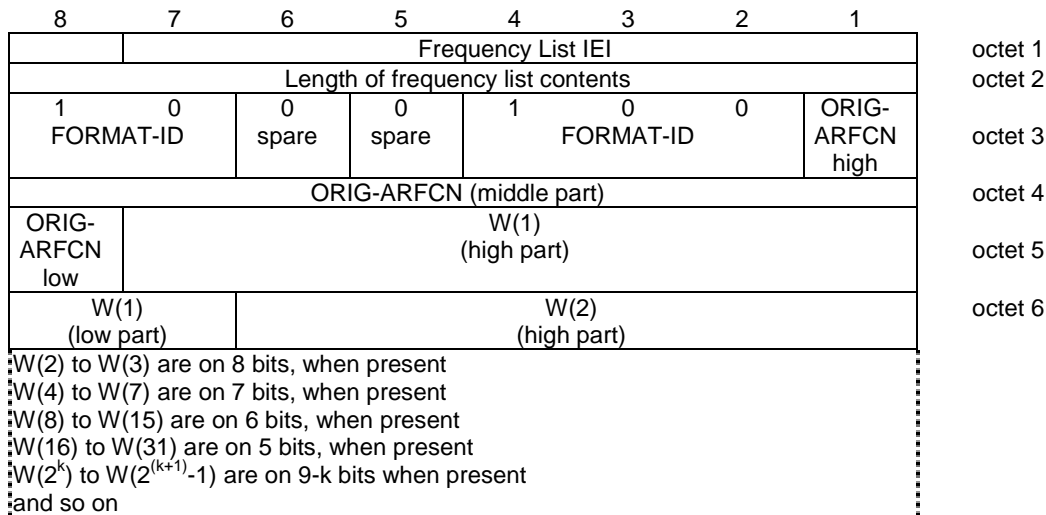 8 7 6 5 4 3 2 1
Frequency List IEI octet 1
Length of frequency list contents octet 2
1 0 0 0 1 0 0 ORIG-
FORMAT-ID spare spare FORMAT-ID ARFCN octet 3
high
ORIG-ARFCN (middle part) octet 4
ORIG- W(1)
ARFCN (high part) octet 5
low
W(1) W(2) octet 6
(low part) (high part)
W(2) to W(3) are on 8 bits, when present
W(4) to W(7) are on 7 bits, when present
W(8) to W(15) are on 6 bits, when present
W(16) to W(31) are on 5 bits, when present
W(2^k) to W(2^(k+1)-1) are on 9-k bits when present
and so on